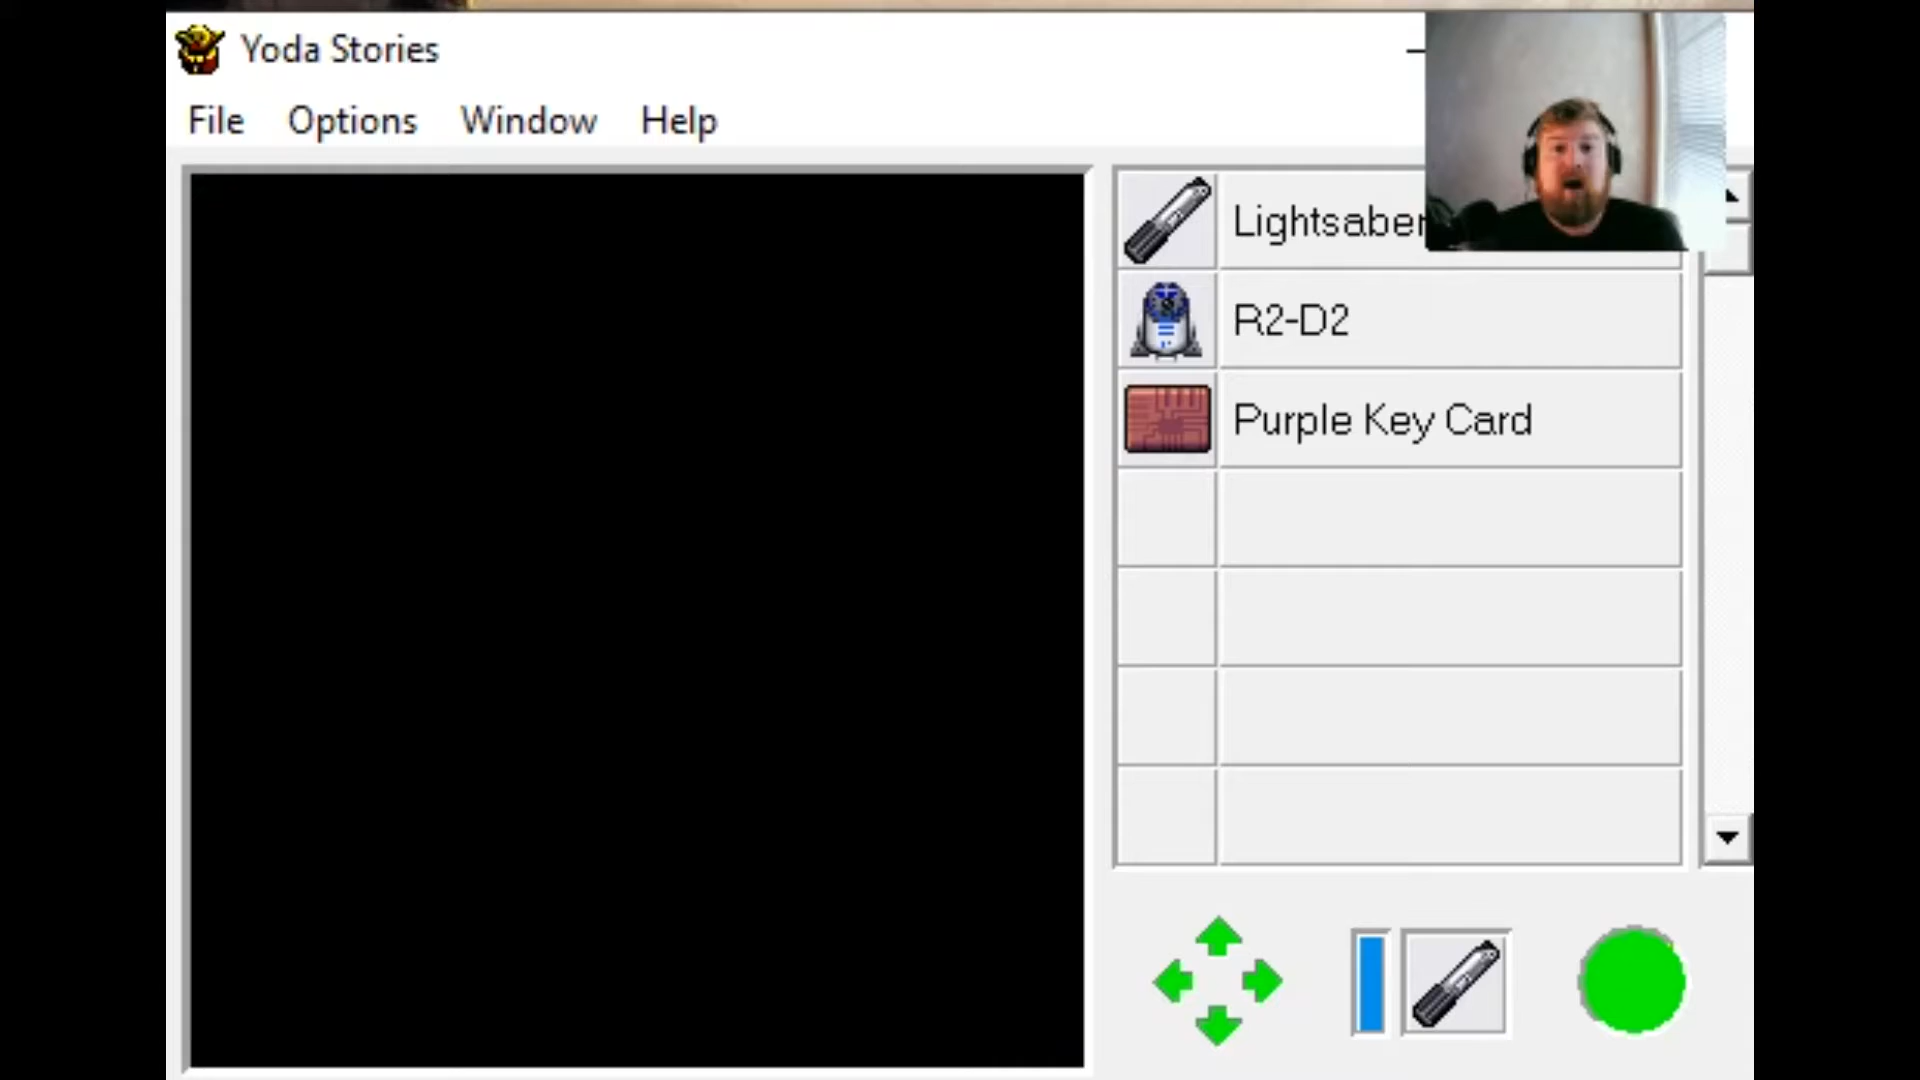 Yoda Stories
File Options Window Help
Lightsaber
R2-D2
Purple Key Card